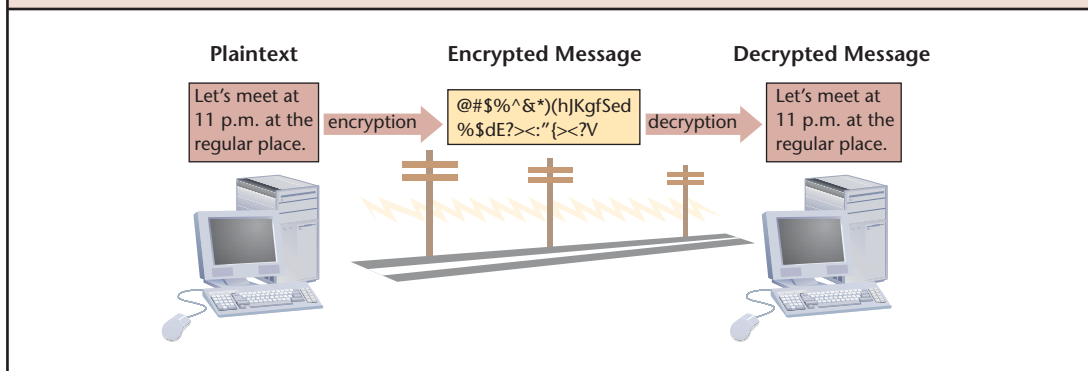 Plaintext
Encrypted Message
Decrypted Message
Let's meet at
11 p.m. at the
regular place.
encryption
@#$%^&*)(hJKgfSed
%$dE?><:"{><?V
decryption
Let's meet at
11 p.m. at the
regular place.